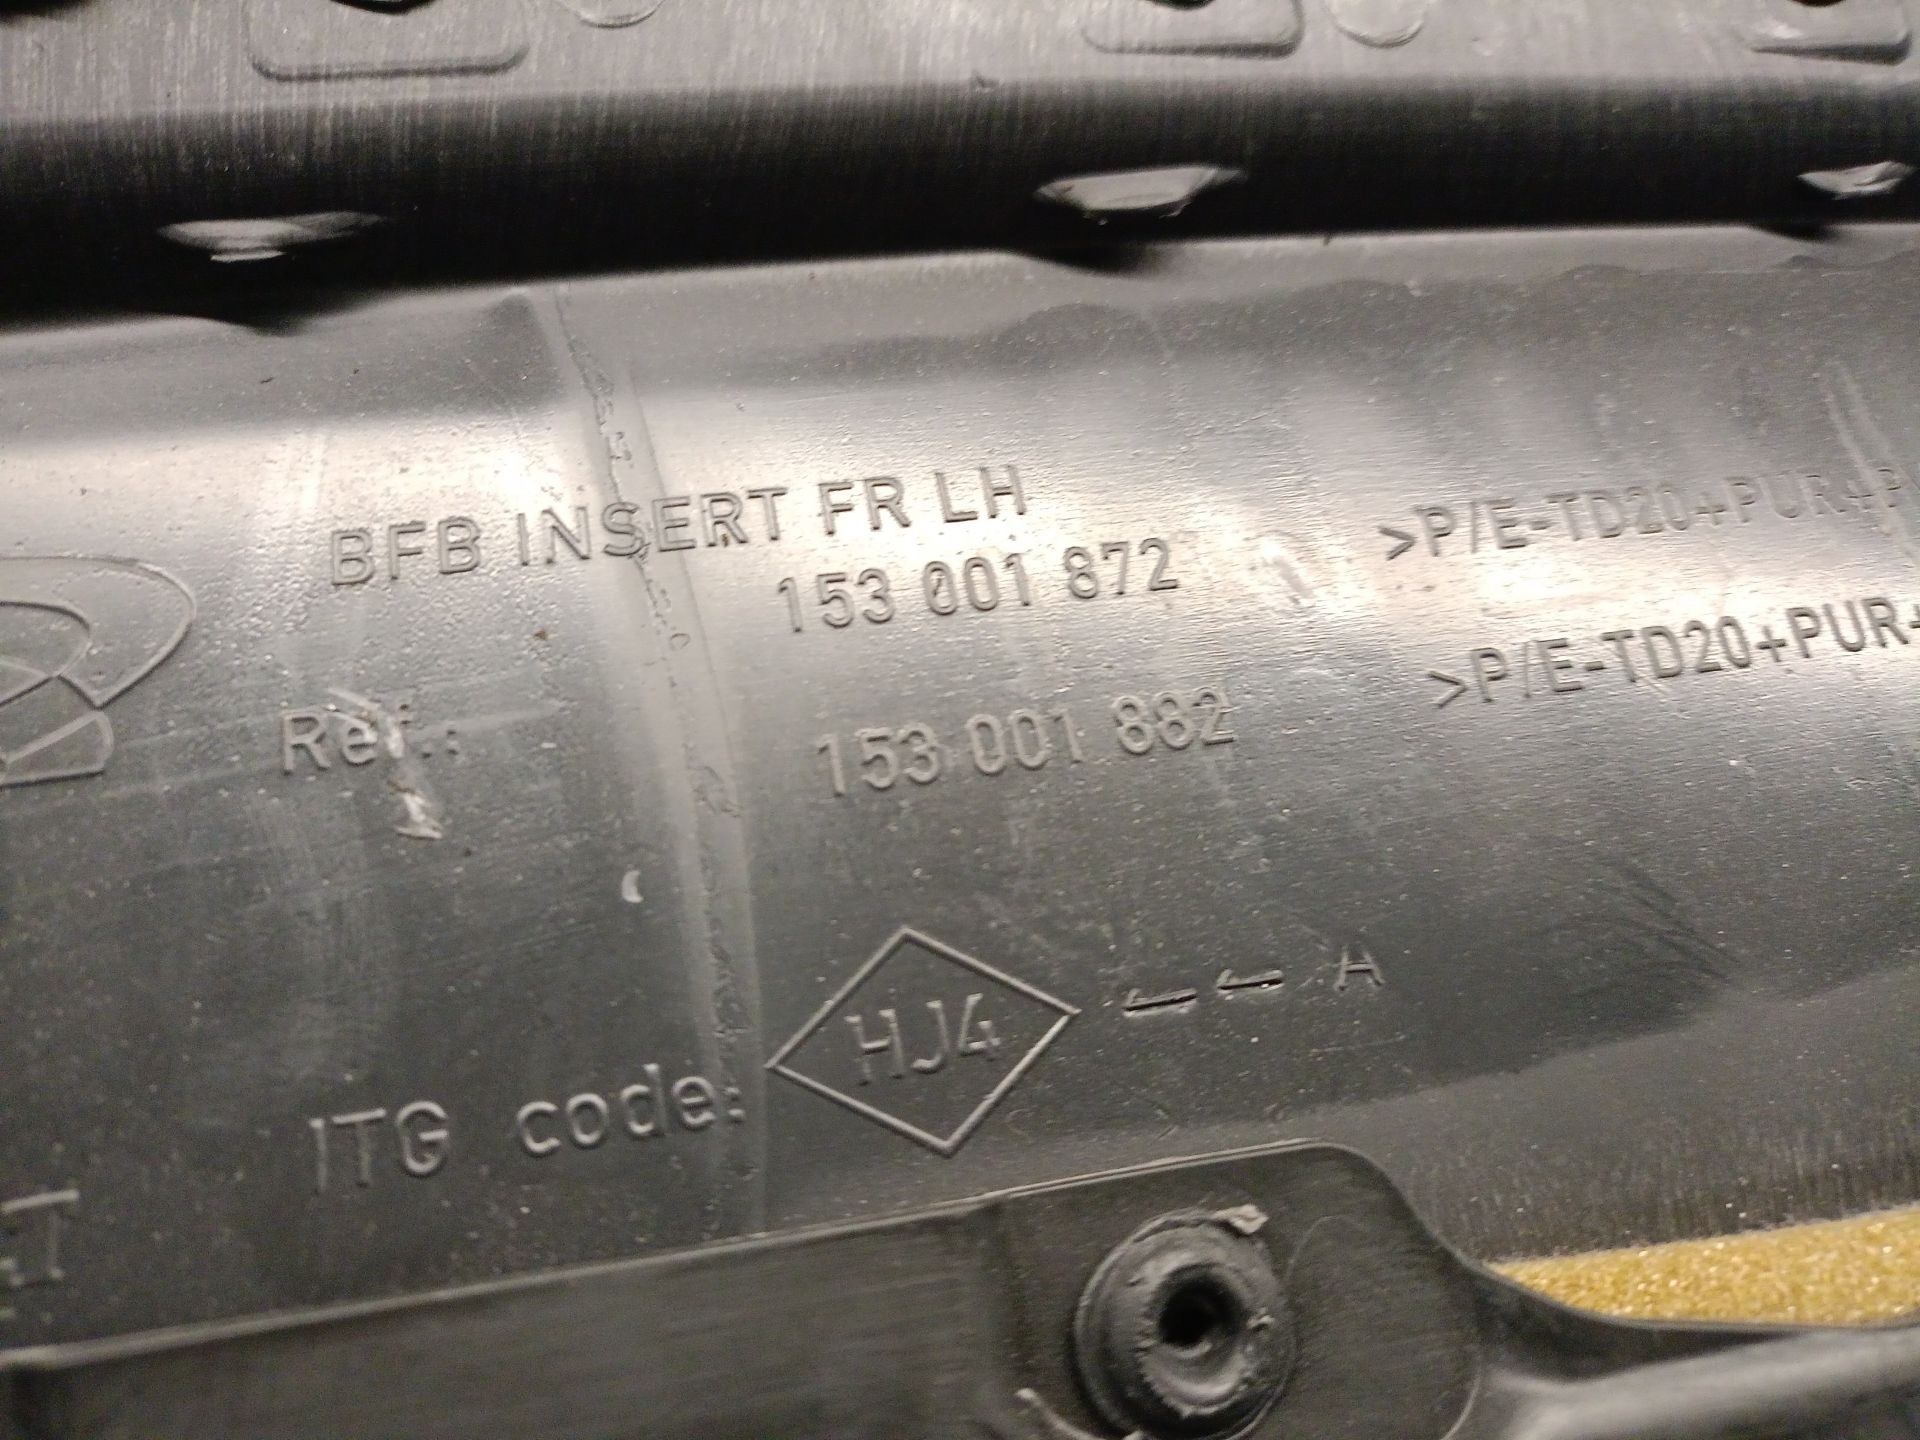 BFB INSERT FR LH
153 001 872
>P/E-TD20+PUR+P
Ref.:
153 001 882
>P/E-TD20+PUR+
HJ4
A
ITG code: